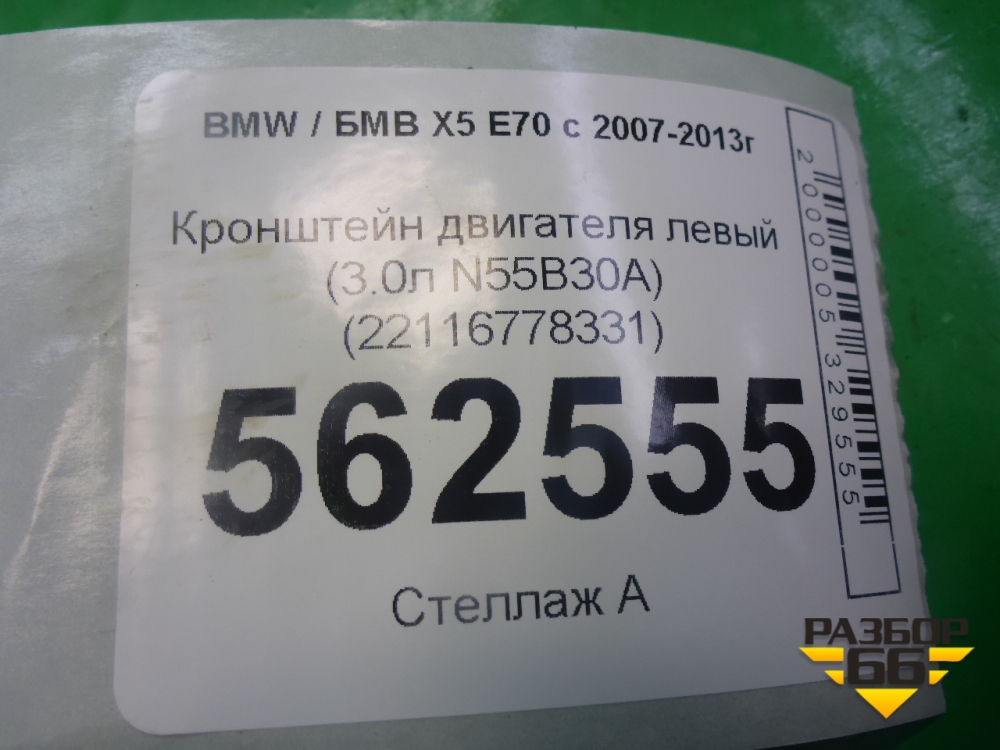 BMW / БМВ X5 E70 с 2007-2013г
Кронштейн двигателя левый
(3.0л N55B30A)
(22116778331)
562555
Стеллаж А
2000005329555
РАЗБОР
66